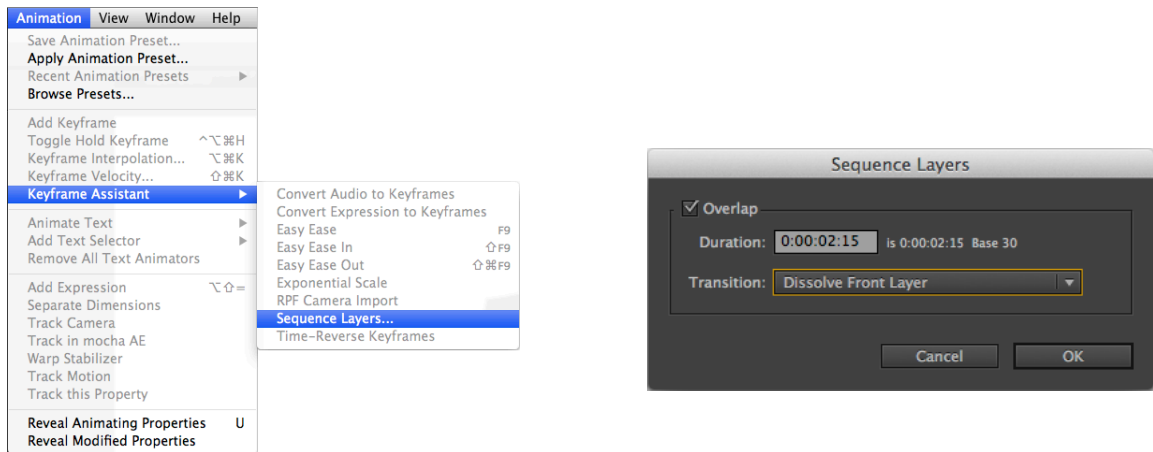 Animation View Window Help
Save Animation Preset...
Apply Animation Preset...
Recent Animation Presets ▶
Browse Presets...
Add Keyframe
Toggle Hold Keyframe ^⌥⌘H
Keyframe Interpolation... ⌥⌘K
Keyframe Velocity... ⇧⌘K
Keyframe Assistant ▶
Animate Text ▶
Add Text Selector ▶
Remove All Text Animators
Add Expression ⌥⇧=
Separate Dimensions
Track Camera
Track in mocha AE
Warp Stabilizer
Track Motion
Track this Property
Reveal Animating Properties U
Reveal Modified Properties
Convert Audio to Keyframes
Convert Expression to Keyframes
Easy Ease F9
Easy Ease In ⇧F9
Easy Ease Out ⇧⌘F9
Exponential Scale
RPF Camera Import
Sequence Layers...
Time-Reverse Keyframes
Sequence Layers
Overlap
Duration: 0:00:02:15 is 0:00:02:15 Base 30
Transition: Dissolve Front Layer
Cancel OK